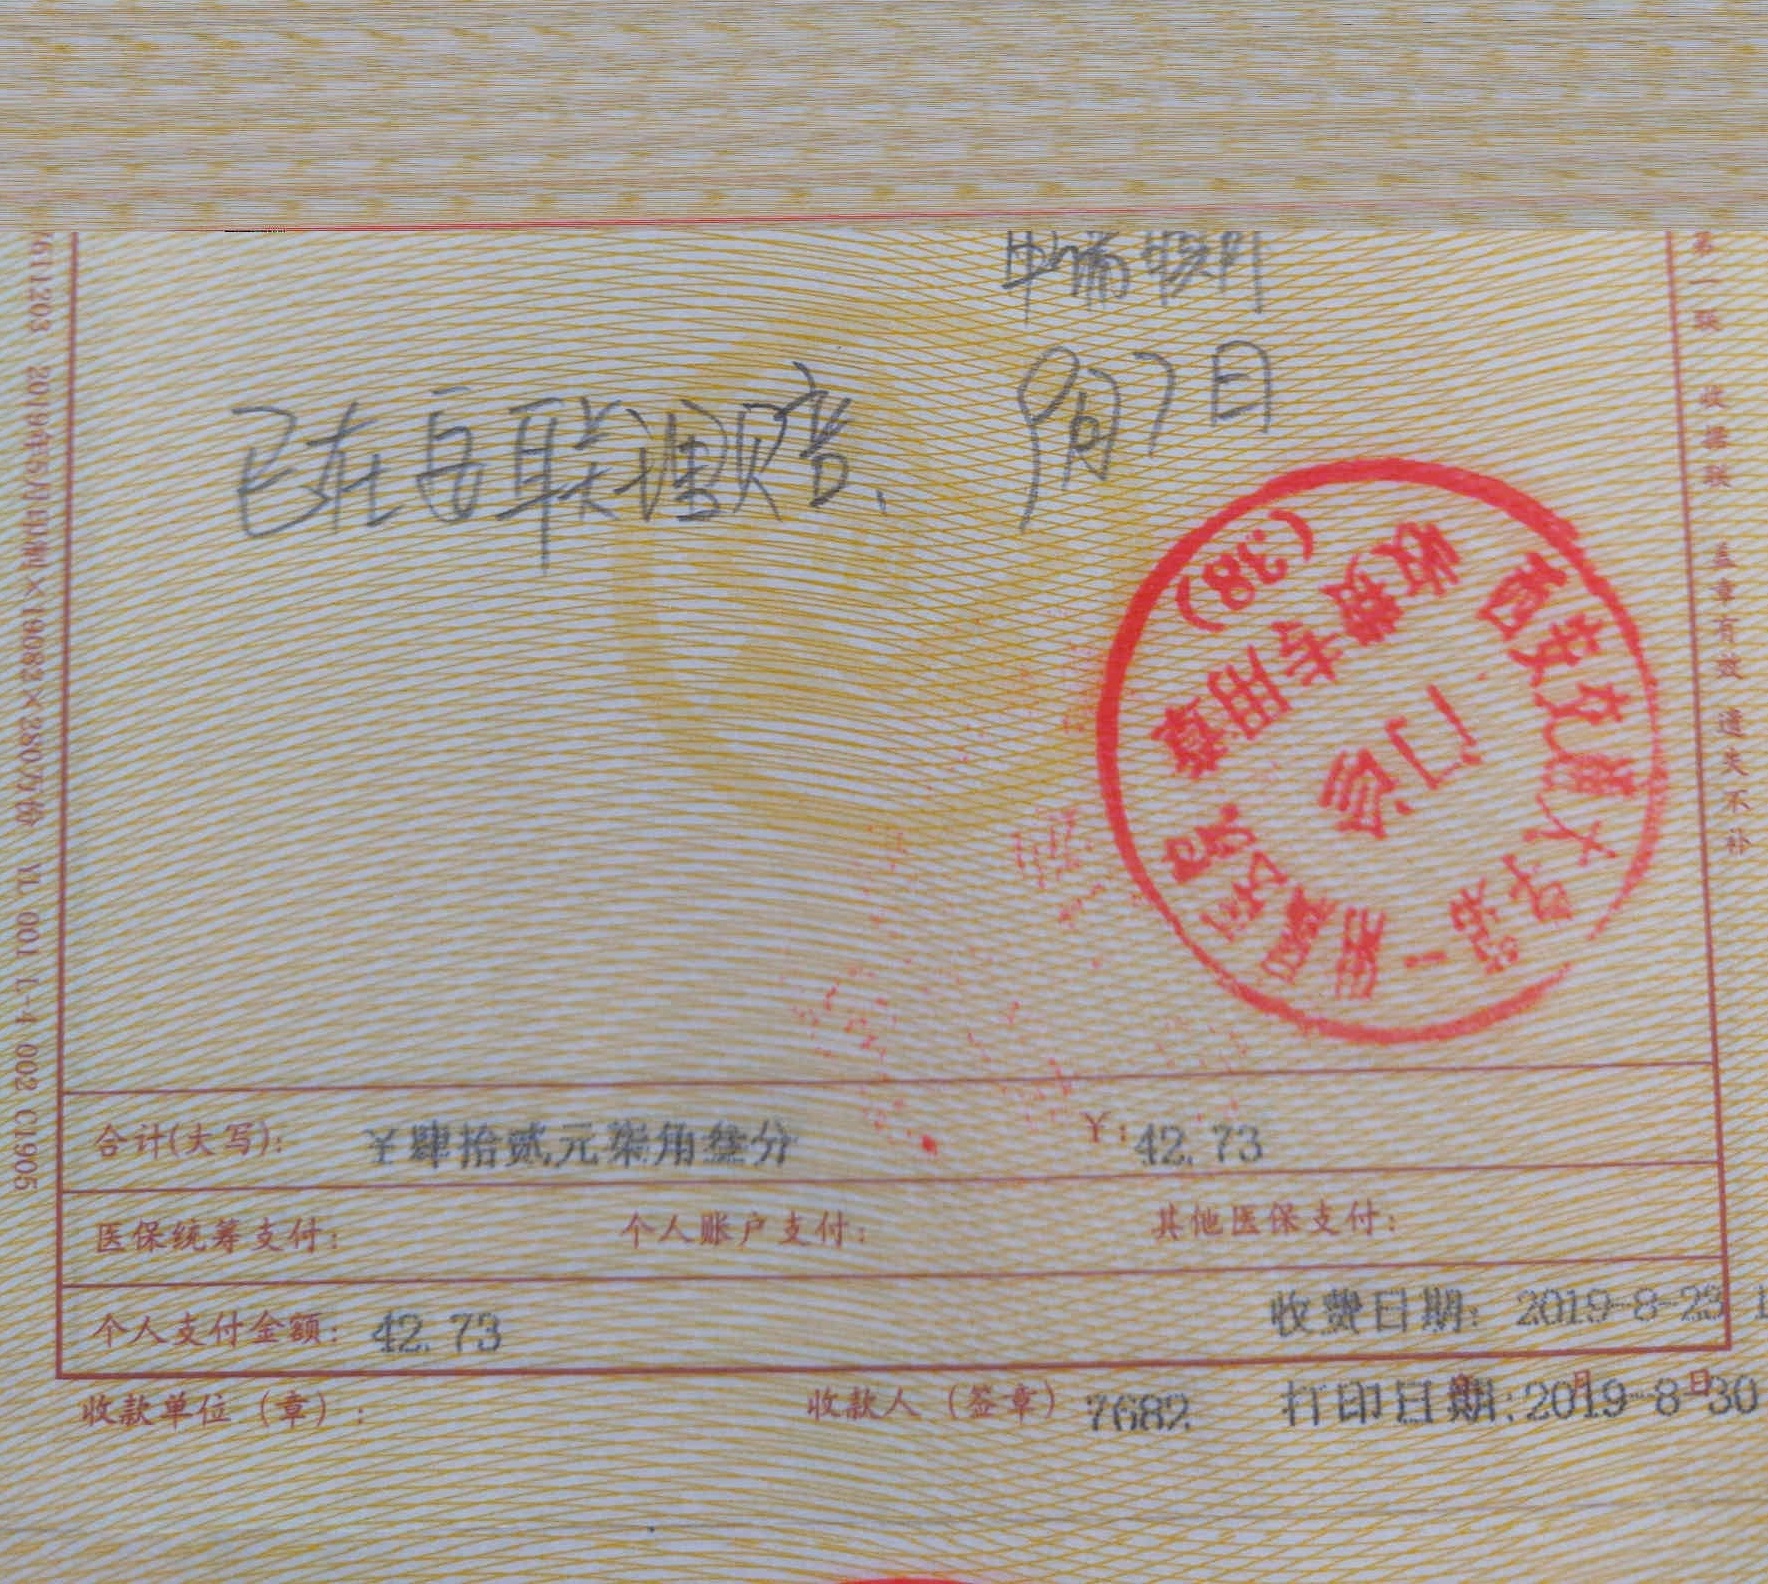 已在互联理赔、 9月7日
(38)
收费专用章
门诊
西安交通大学第一附属医院
合计(大写): ¥肆拾贰元柒角叁分 ¥:42.73
医保统筹支付: 个人账户支付: 其他医保支付:
个人支付金额: 42.73 收费日期: 2019-8-23
收款单位（章）: 收款人（签章） 7682 打印日期:2019-8-30
第一联 收据联 盖章有效 遗失不补
2019年5月印制×19082×2380万份 YL 001 L-4 002 C1905